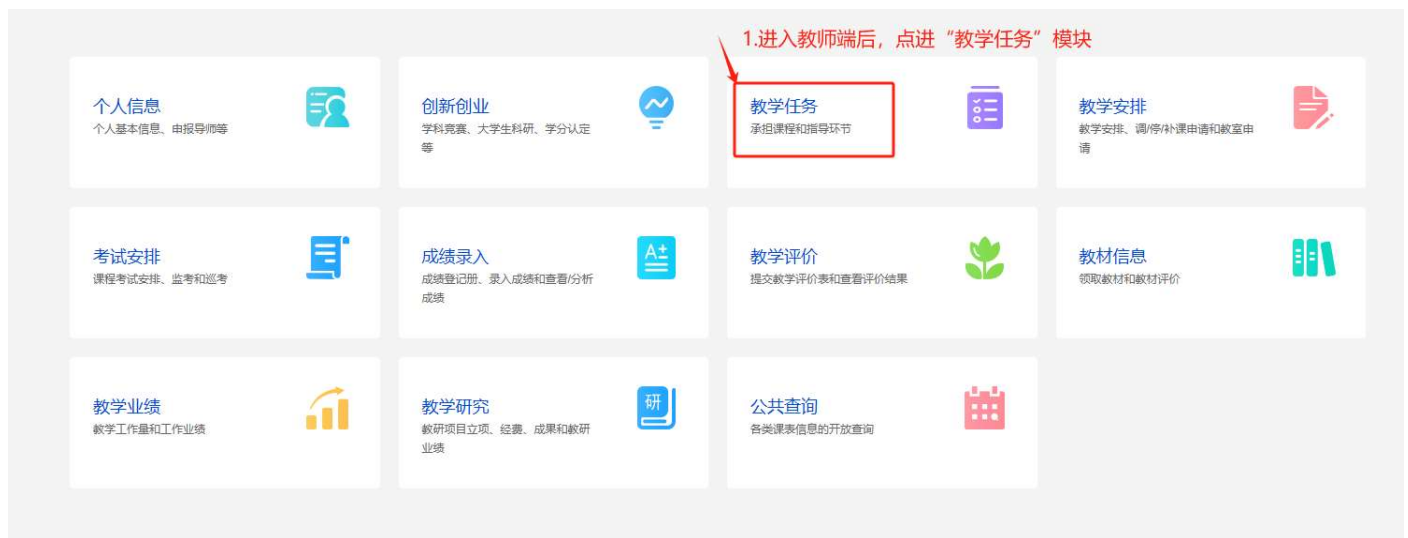 1.进入教师端后，点进“教学任务”模块
个人信息
个人基本信息、申报导师等
创新创业
学科竞赛、大学生科研、学分认定
等
教学任务
承担课程和指导环节
教学安排
教学安排、调/停/补课申请和教室申
请
考试安排
课程考试安排、监考和巡考
成绩录入
成绩登记册、录入成绩和查看/分析
成绩
A±
教学评价
提交教学评价表和查看评价结果
教材信息
领取教材和教材评价
教学业绩
教学工作量和工作业绩
教学研究
教研项目立项、经费、成果和教研
业绩
研
公共查询
各类课表信息的开放查询